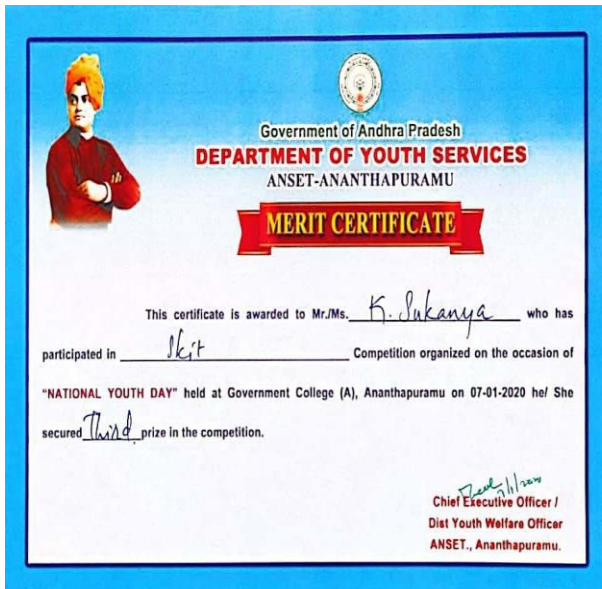 Government of Andhra Pradesh
DEPARTMENT OF YOUTH SERVICES
ANSET-ANANTHAPURAMU
MERIT CERTIFICATE
This certificate is awarded to Mr./Ms. K. Sukanya who has
participated in Skit Competition organized on the occasion of
"NATIONAL YOUTH DAY" held at Government College (A), Ananthapuramu on 07-01-2020 he/ She
secured Third prize in the competition.
7/1/2020
Chief Executive Officer /
Dist Youth Welfare Officer
ANSET., Ananthapuramu.